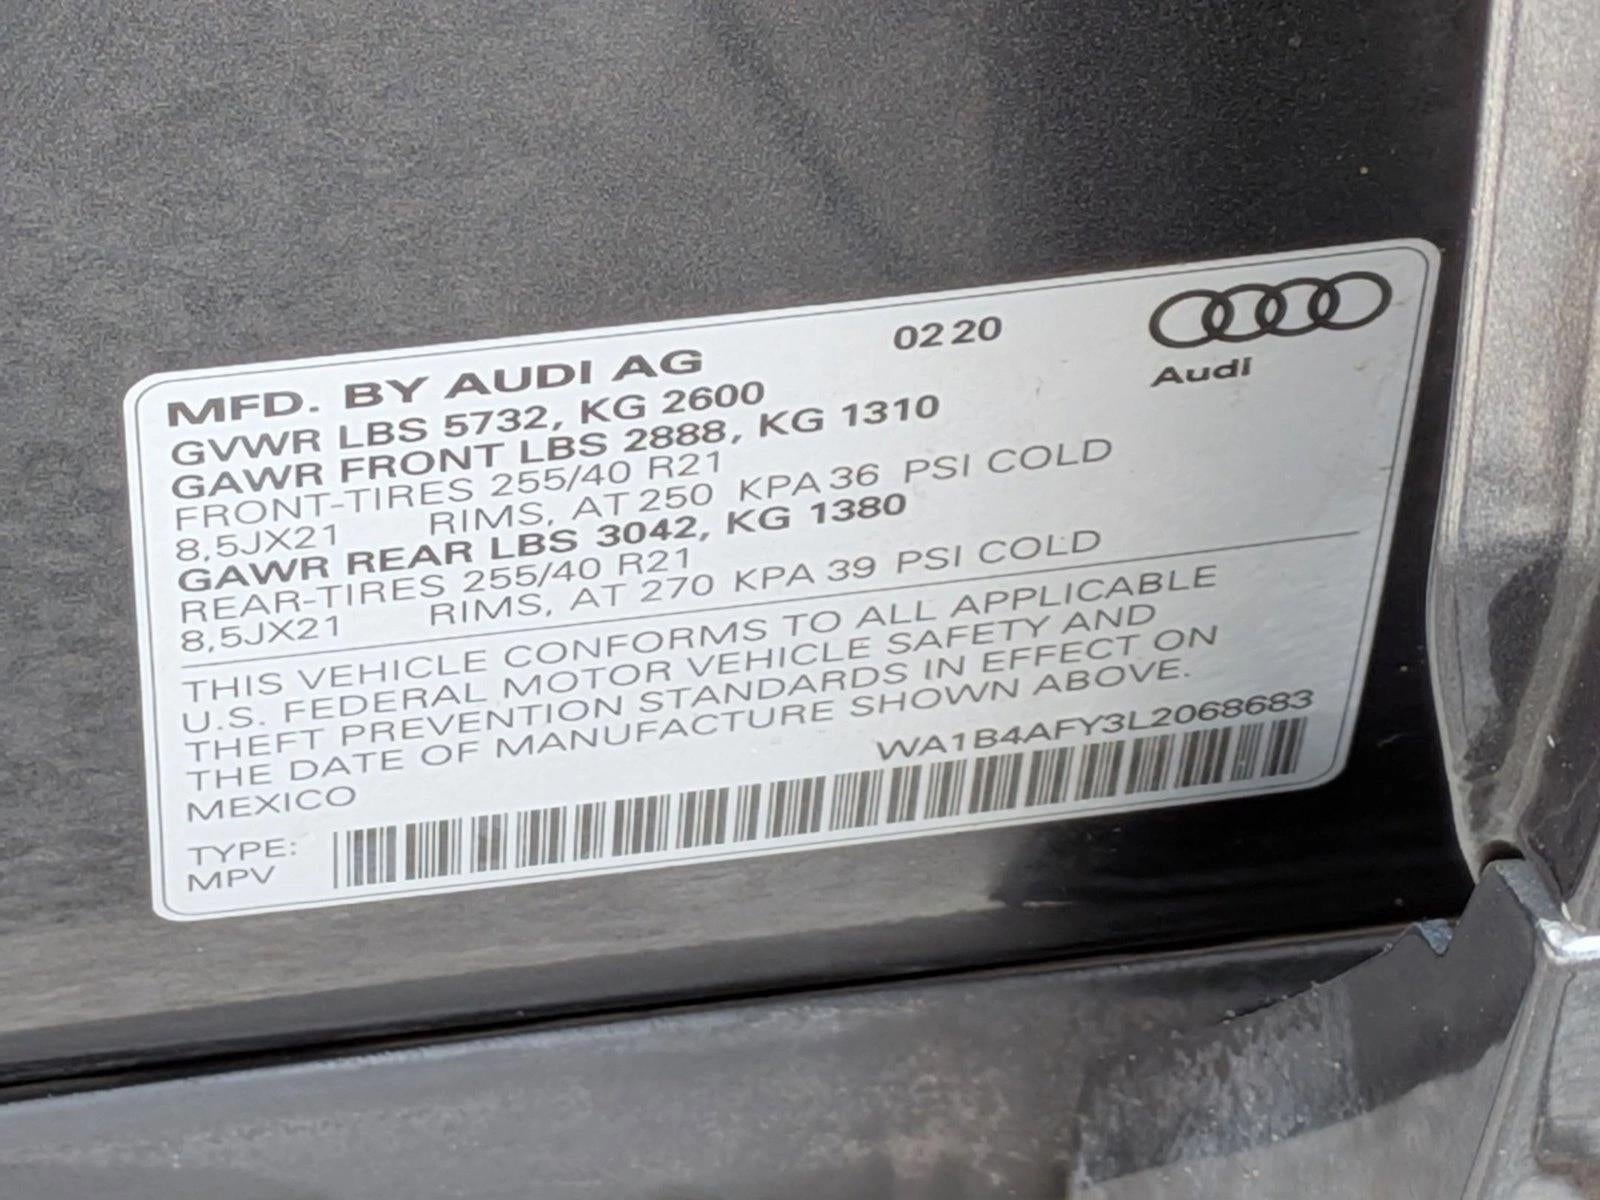 MFD. BY AUDI AG 02 20
Audi
GVWR LBS 5732, KG 2600
GAWR FRONT LBS 2888, KG 1310
FRONT-TIRES 255/40 R21
8,5JX21 RIMS, AT 250 KPA 36 PSI COLD
GAWR REAR LBS 3042, KG 1380
REAR-TIRES 255/40 R21
8,5JX21 RIMS, AT 270 KPA 39 PSI COLD
THIS VEHICLE CONFORMS TO ALL APPLICABLE
U.S. FEDERAL MOTOR VEHICLE SAFETY AND
THEFT PREVENTION STANDARDS IN EFFECT ON
THE DATE OF MANUFACTURE SHOWN ABOVE.
MEXICO WA1B4AFY3L2068683
TYPE:
MPV